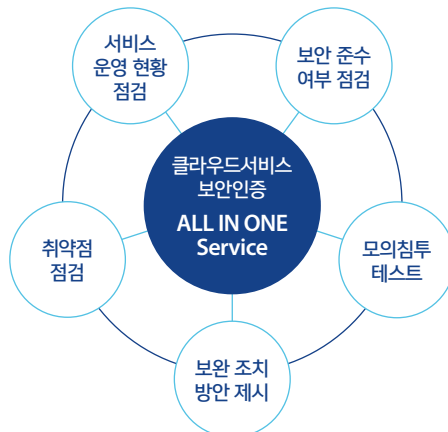 서비스
운영 현황
점검
보안 준수
여부 점검
클라우드서비스
보안인증
ALL IN ONE
Service
취약점
점검
모의침투
테스트
보완 조치
방안 제시